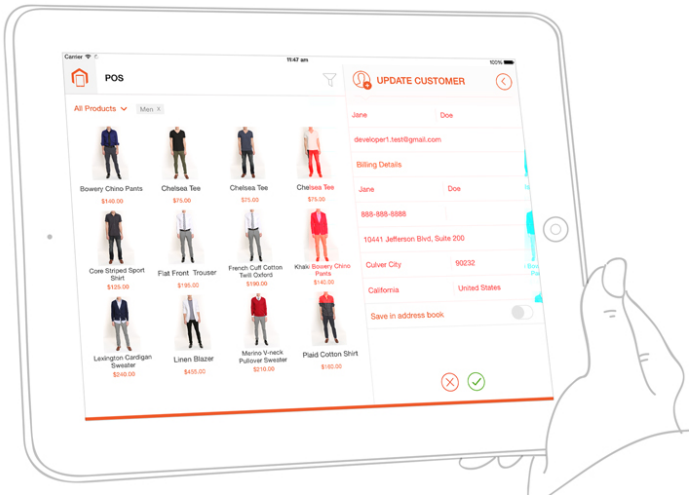 Carrier
11:47 am
100%
POS
UPDATE CUSTOMER
All Products
Men x
Jane
Doe
developer1.test@gmail.com
Billing Details
Jane
Doe
888-888-8888
10441 Jefferson Blvd, Suite 200
Culver City
90232
California
United States
Save in address book
Bowery Chino Pants
$140.00
Chelsea Tee
$75.00
Chelsea Tee
$75.00
Chelsea Tee
$75.00
Core Striped Sport
Shirt
$125.00
Flat Front Trouser
$195.00
French Cuff Cotton
Twill Oxford
$190.00
Khaki Bowery Chino
Pants
$140.00
Lexington Cardigan
Sweater
$240.00
Linen Blazer
$455.00
Merino V-neck
Pullover Sweater
$210.00
Plaid Cotton Shirt
$160.00